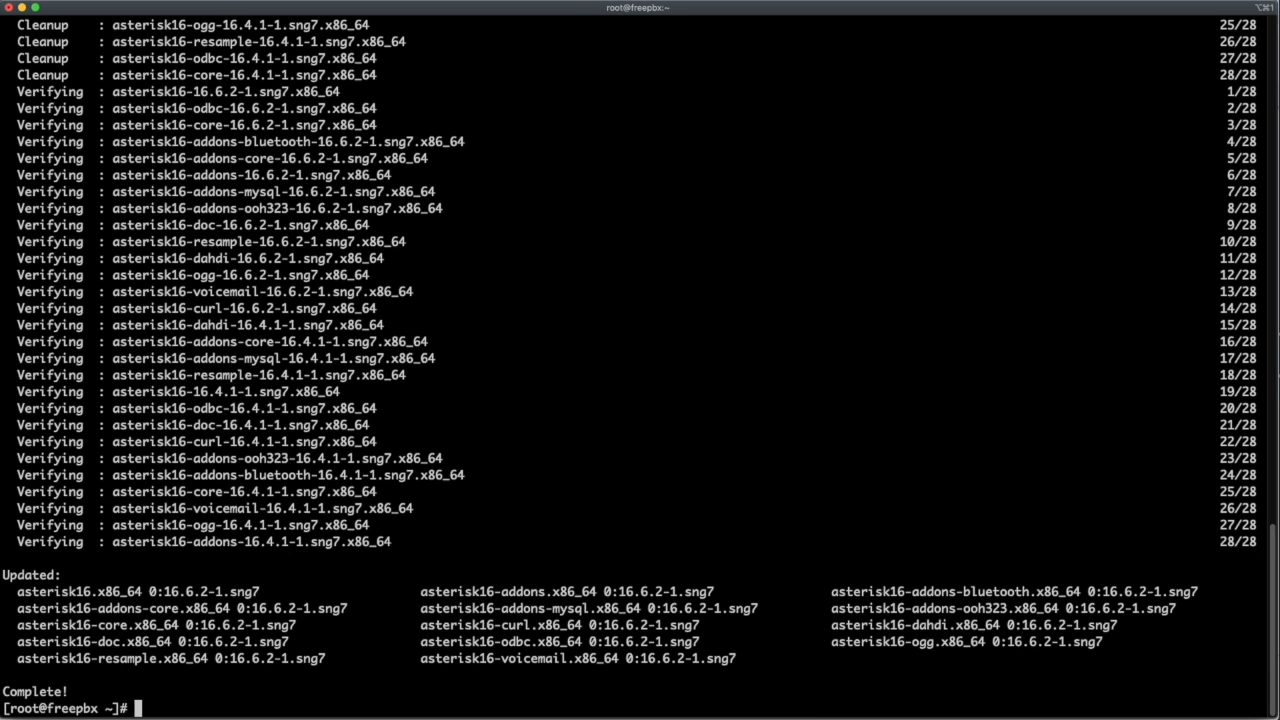 root@freepbx:~
⌥⌘1
Cleanup : asterisk16-ogg-16.4.1-1.sng7.x86_64 25/28
Cleanup : asterisk16-resample-16.4.1-1.sng7.x86_64 26/28
Cleanup : asterisk16-odbc-16.4.1-1.sng7.x86_64 27/28
Cleanup : asterisk16-core-16.4.1-1.sng7.x86_64 28/28
Verifying : asterisk16-16.6.2-1.sng7.x86_64 1/28
Verifying : asterisk16-odbc-16.6.2-1.sng7.x86_64 2/28
Verifying : asterisk16-core-16.6.2-1.sng7.x86_64 3/28
Verifying : asterisk16-addons-bluetooth-16.6.2-1.sng7.x86_64 4/28
Verifying : asterisk16-addons-core-16.6.2-1.sng7.x86_64 5/28
Verifying : asterisk16-addons-16.6.2-1.sng7.x86_64 6/28
Verifying : asterisk16-addons-mysql-16.6.2-1.sng7.x86_64 7/28
Verifying : asterisk16-addons-ooh323-16.6.2-1.sng7.x86_64 8/28
Verifying : asterisk16-doc-16.6.2-1.sng7.x86_64 9/28
Verifying : asterisk16-resample-16.6.2-1.sng7.x86_64 10/28
Verifying : asterisk16-dahdi-16.6.2-1.sng7.x86_64 11/28
Verifying : asterisk16-ogg-16.6.2-1.sng7.x86_64 12/28
Verifying : asterisk16-voicemail-16.6.2-1.sng7.x86_64 13/28
Verifying : asterisk16-curl-16.6.2-1.sng7.x86_64 14/28
Verifying : asterisk16-dahdi-16.4.1-1.sng7.x86_64 15/28
Verifying : asterisk16-addons-core-16.4.1-1.sng7.x86_64 16/28
Verifying : asterisk16-addons-mysql-16.4.1-1.sng7.x86_64 17/28
Verifying : asterisk16-resample-16.4.1-1.sng7.x86_64 18/28
Verifying : asterisk16-16.4.1-1.sng7.x86_64 19/28
Verifying : asterisk16-odbc-16.4.1-1.sng7.x86_64 20/28
Verifying : asterisk16-doc-16.4.1-1.sng7.x86_64 21/28
Verifying : asterisk16-curl-16.4.1-1.sng7.x86_64 22/28
Verifying : asterisk16-addons-ooh323-16.4.1-1.sng7.x86_64 23/28
Verifying : asterisk16-addons-bluetooth-16.4.1-1.sng7.x86_64 24/28
Verifying : asterisk16-core-16.4.1-1.sng7.x86_64 25/28
Verifying : asterisk16-voicemail-16.4.1-1.sng7.x86_64 26/28
Verifying : asterisk16-ogg-16.4.1-1.sng7.x86_64 27/28
Verifying : asterisk16-addons-16.4.1-1.sng7.x86_64 28/28
Updated:
asterisk16.x86_64 0:16.6.2-1.sng7 asterisk16-addons.x86_64 0:16.6.2-1.sng7 asterisk16-addons-bluetooth.x86_64 0:16.6.2-1.sng7
asterisk16-addons-core.x86_64 0:16.6.2-1.sng7 asterisk16-addons-mysql.x86_64 0:16.6.2-1.sng7 asterisk16-addons-ooh323.x86_64 0:16.6.2-1.sng7
asterisk16-core.x86_64 0:16.6.2-1.sng7 asterisk16-curl.x86_64 0:16.6.2-1.sng7 asterisk16-dahdi.x86_64 0:16.6.2-1.sng7
asterisk16-doc.x86_64 0:16.6.2-1.sng7 asterisk16-odbc.x86_64 0:16.6.2-1.sng7 asterisk16-ogg.x86_64 0:16.6.2-1.sng7
asterisk16-resample.x86_64 0:16.6.2-1.sng7 asterisk16-voicemail.x86_64 0:16.6.2-1.sng7
Complete!
[root@freepbx ~]#